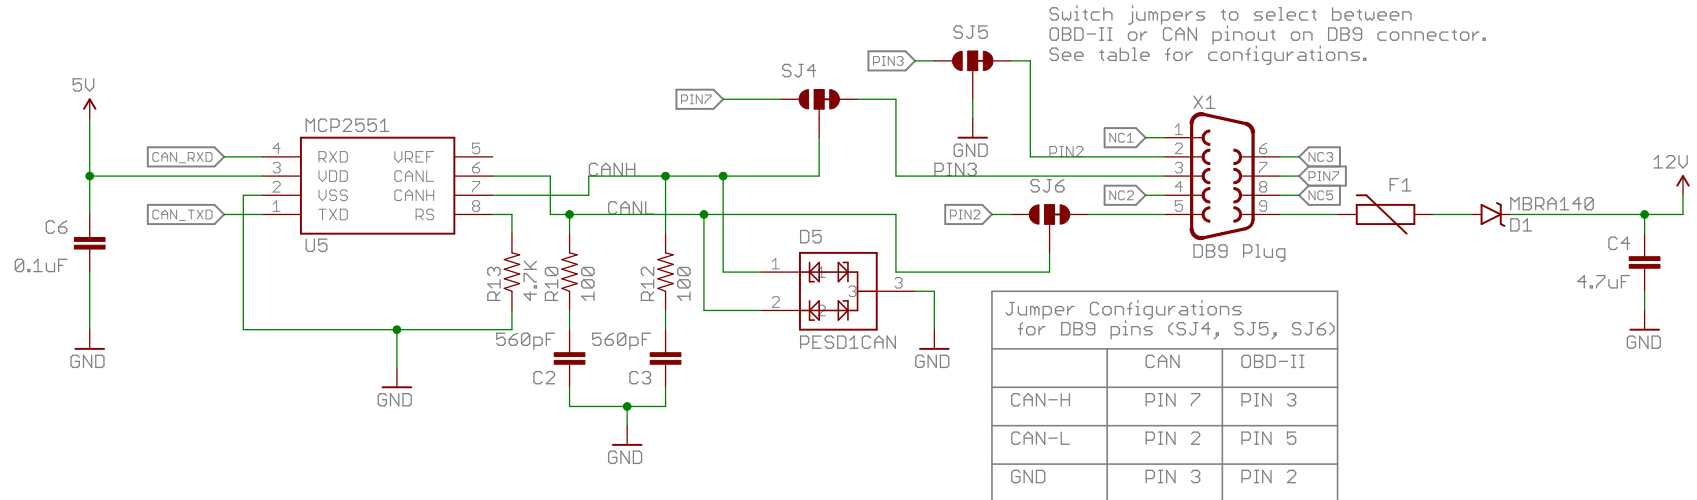 Switch jumpers to select between
OBD-II or CAN pinout on DB9 connector.
See table for configurations.
SJ5
PIN3
SJ4
PIN7
GND
5V
MCP2551
CAN_RXD
4 RXD VREF 5
3 VDD CANL 6
2 VSS CANH 7
CAN_TXD
1 TXD RS 8
U5
C6
0.1uF
GND
CANH
CANL
R13
4.7K
R10
100
R12
100
560pF
C2
560pF
C3
GND
GND
D5
1
2
3
1
2
3
PESD1CAN
GND
PIN2
PIN3
SJ6
PIN2
X1
NC1 1
2
3
NC2 4
5
6 NC3
7 PIN7
8 NC5
9
DB9 Plug
F1
MBRA140
D1
12V
C4
4.7uF
GND
Jumper Configurations
for DB9 pins (SJ4, SJ5, SJ6)
CAN OBD-II
CAN-H PIN 7 PIN 3
CAN-L PIN 2 PIN 5
GND PIN 3 PIN 2